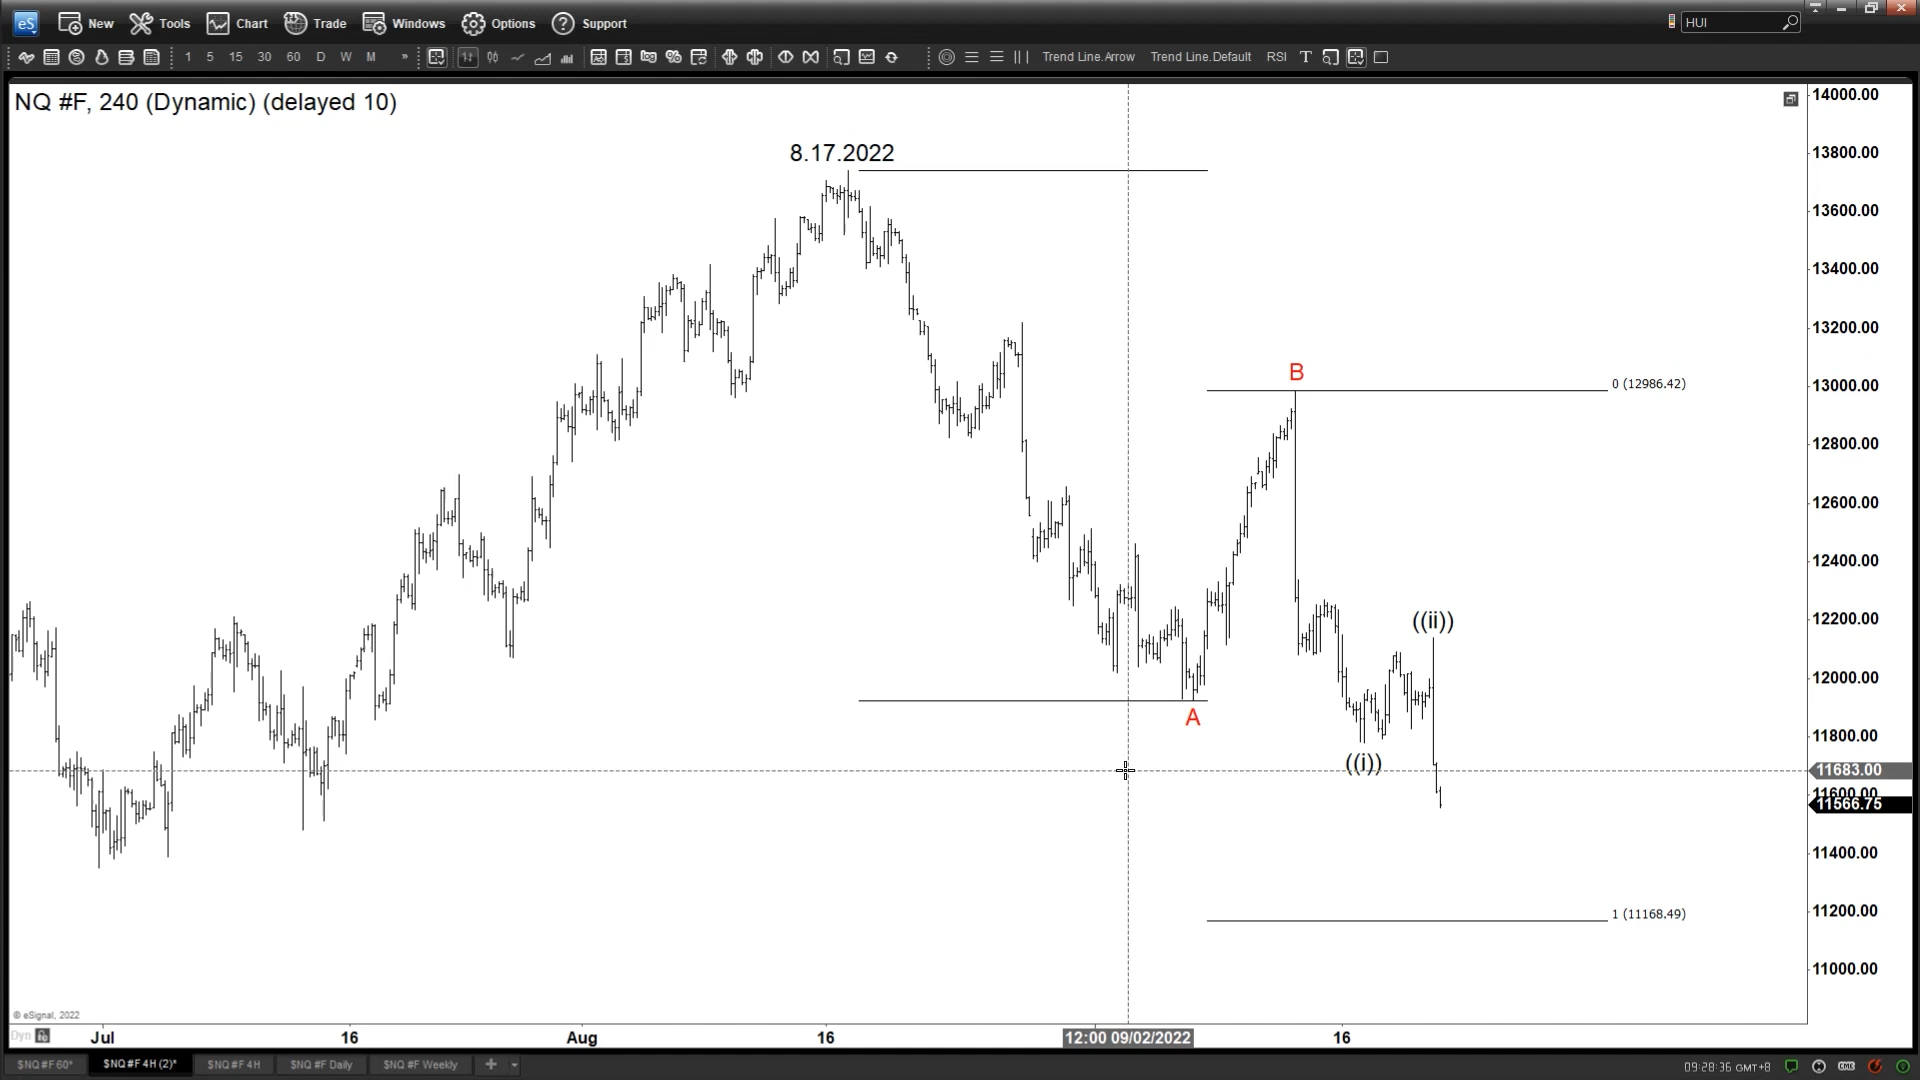 eS New Tools Chart Trade Windows Options ? Support HUI
1 5 15 30 60 D W M » log % Trend Line.Arrow Trend Line.Default RSI T
NQ #F, 240 (Dynamic) (delayed 10)
14000.00
8.17.2022
13800.00
13600.00
13400.00
13200.00
B
0 (12986.42)
13000.00
12800.00
12600.00
12400.00
((ii))
12200.00
12000.00
A
11800.00
((i))
11683.00
11600.00
11566.75
11400.00
1 (11168.49)
11200.00
11000.00
© eSignal, 2022
Dyn Jul 16 Aug 16 12:00 09/02/2022 16
$NQ #F 60* $NQ #F 4H (2)* $NQ #F 4H $NQ #F Daily $NQ #F Weekly + 09:28:36 GMT+8